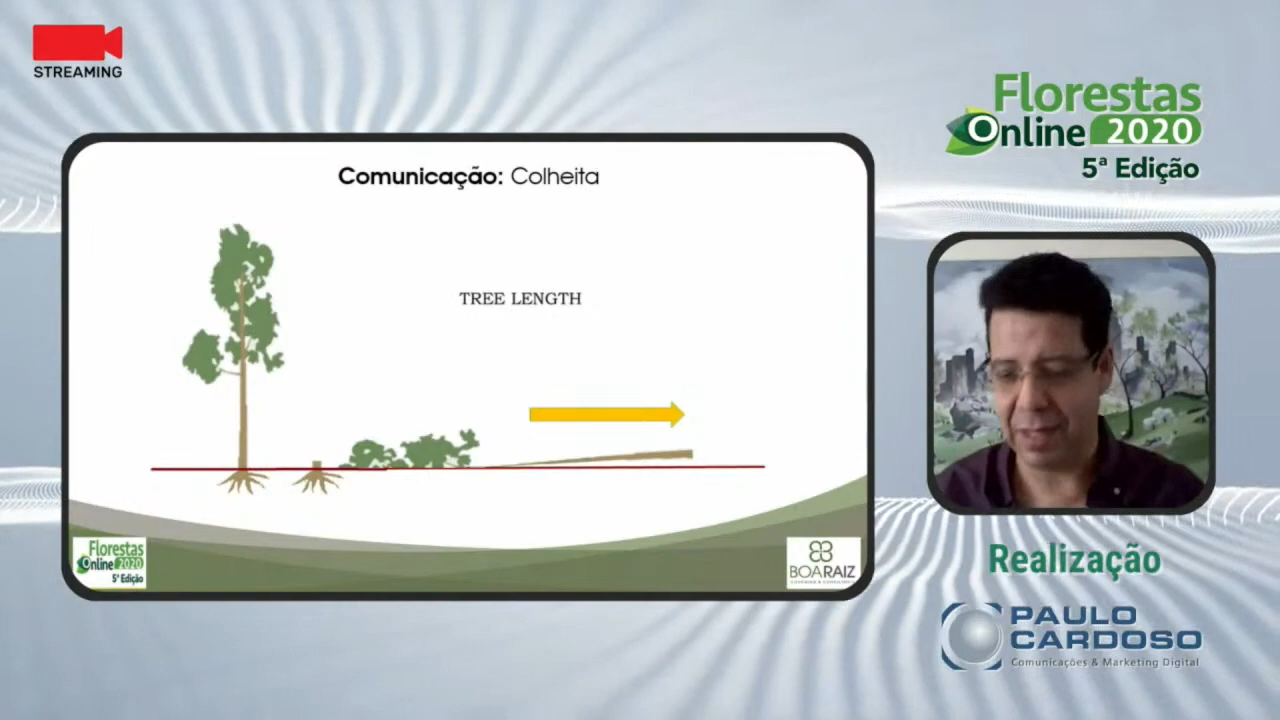 STREAMING
Florestas
Online 2020
5ª Edição
Comunicação: Colheita
TREE LENGTH
Florestas
Online 2020
5ª Edição
BOARAIZ
Realização
PAULO
CARDOSO
Comunicações & Marketing Digital